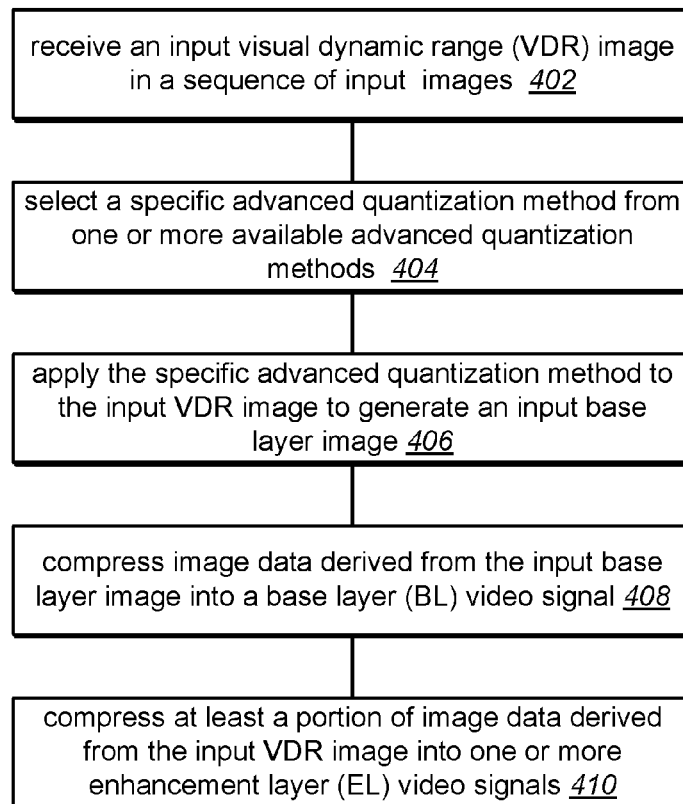 receive an input visual dynamic range (VDR) image
in a sequence of input images 402
select a specific advanced quantization method from
one or more available advanced quantization
methods 404
apply the specific advanced quantization method to
the input VDR image to generate an input base
layer image 406
compress image data derived from the input base
layer image into a base layer (BL) video signal 408
compress at least a portion of image data derived
from the input VDR image into one or more
enhancement layer (EL) video signals 410